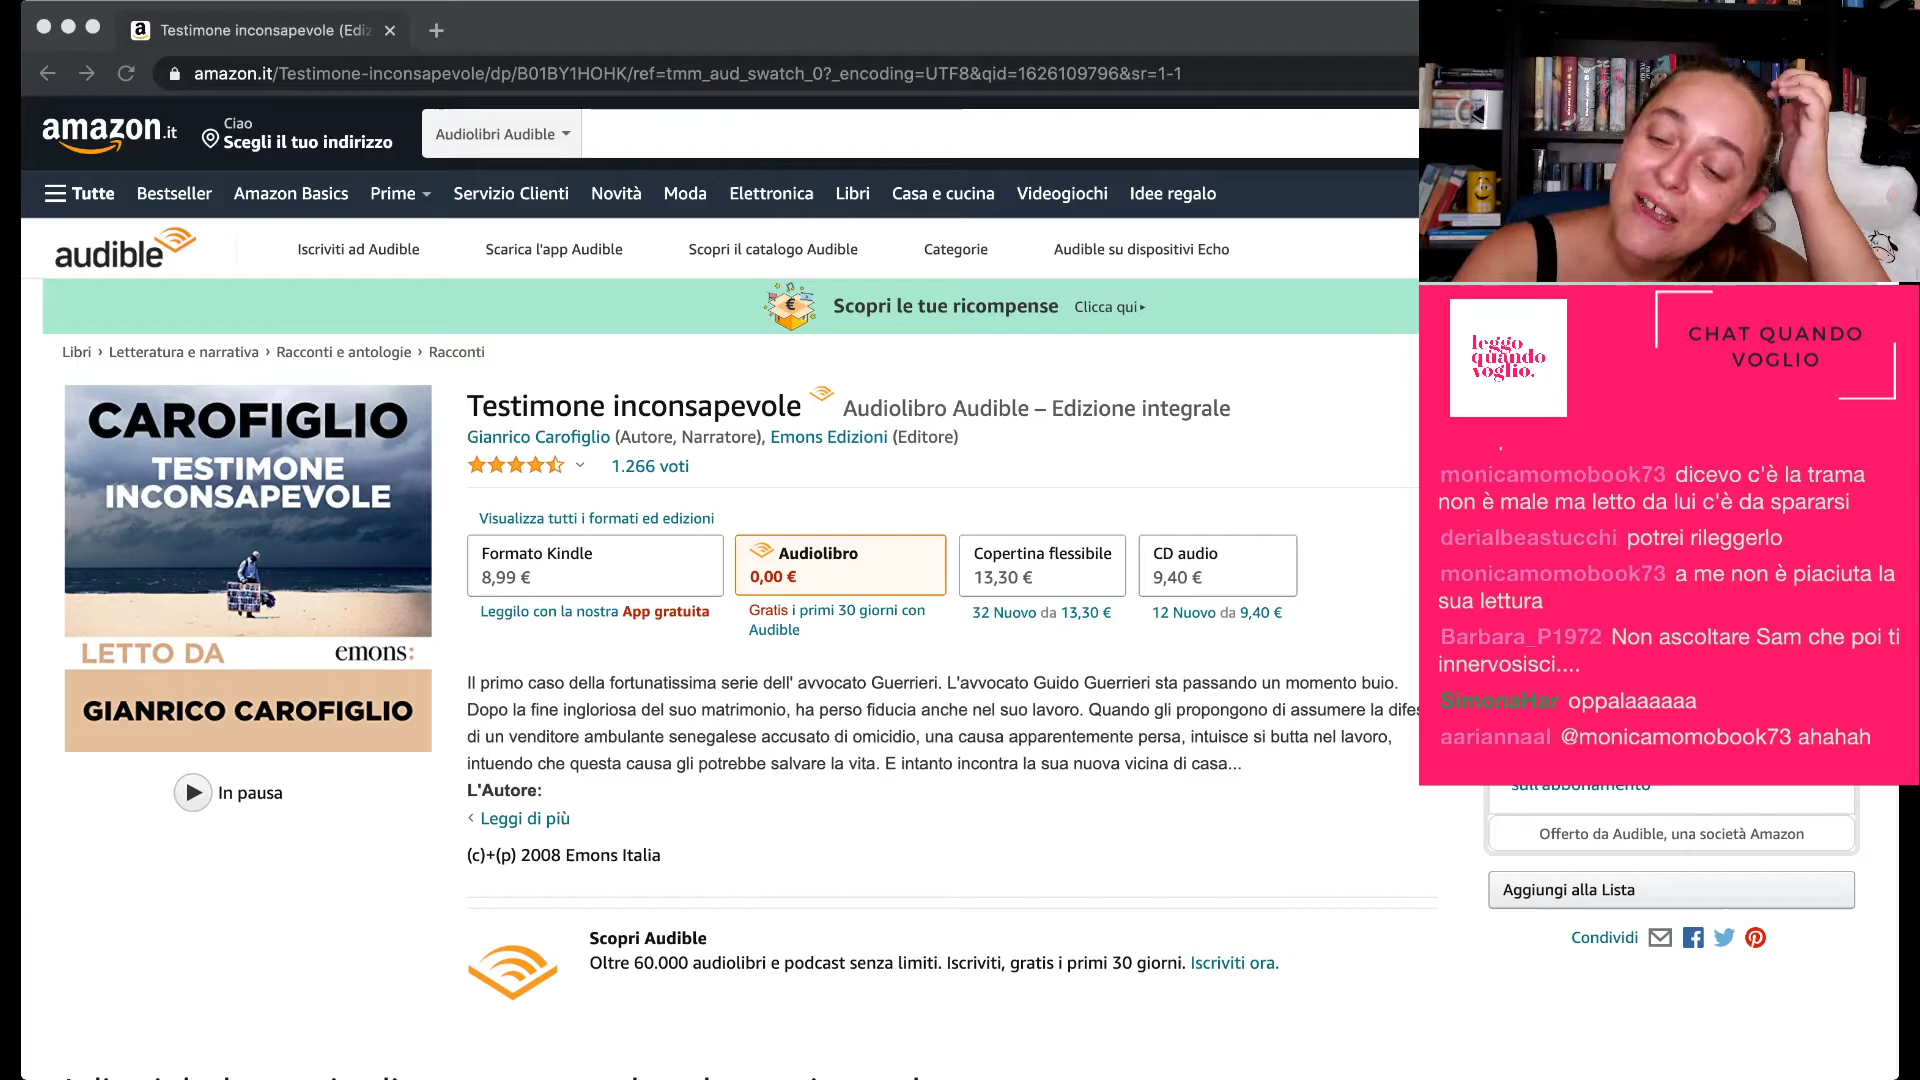 Testimone inconsapevole (Ediz
amazon.it/Testimone-inconsapevole/dp/B01BY1HOHK/ref=tmm_aud_swatch_0?_encoding=UTF8&qid=1626109796&sr=1-1
amazon.it
Ciao
Scegli il tuo indirizzo
Audiolibri Audible
Tutte Bestseller Amazon Basics Prime Servizio Clienti Novità Moda Elettronica Libri Casa e cucina Videogiochi Idee regalo
audible
Iscriviti ad Audible Scarica l'app Audible Scopri il catalogo Audible Categorie Audible su dispositivi Echo
Scopri le tue ricompense Clicca qui ▸
Libri › Letteratura e narrativa › Racconti e antologie › Racconti
CAROFIGLIO
TESTIMONE
INCONSAPEVOLE
LETTO DA emons:
GIANRICO CAROFIGLIO
In pausa
Testimone inconsapevole Audiolibro Audible – Edizione integrale
Gianrico Carofiglio (Autore, Narratore), Emons Edizioni (Editore)
1.266 voti
Visualizza tutti i formati ed edizioni
Formato Kindle
8,99 €
Leggilo con la nostra App gratuita
Audiolibro
0,00 €
Gratis i primi 30 giorni con
Audible
Copertina flessibile
13,30 €
32 Nuovo da 13,30 €
CD audio
9,40 €
12 Nuovo da 9,40 €
Il primo caso della fortunatissima serie dell' avvocato Guerrieri. L'avvocato Guido Guerrieri sta passando un momento buio.
Dopo la fine ingloriosa del suo matrimonio, ha perso fiducia anche nel suo lavoro. Quando gli propongono di assumere la difes
di un venditore ambulante senegalese accusato di omicidio, una causa apparentemente persa, intuisce si butta nel lavoro,
intuendo che questa causa gli potrebbe salvare la vita. E intanto incontra la sua nuova vicina di casa...
L'Autore:
‹ Leggi di più
(c)+(p) 2008 Emons Italia
Scopri Audible
Oltre 60.000 audiolibri e podcast senza limiti. Iscriviti, gratis i primi 30 giorni. Iscriviti ora.
leggo
quando
voglio.
CHAT QUANDO
VOGLIO
monicamomobook73 dicevo c'è la trama
non è male ma letto da lui c'è da spararsi
derialbeastucchi potrei rileggerlo
monicamomobook73 a me non è piaciuta la
sua lettura
Barbara_P1972 Non ascoltare Sam che poi ti
innervosisci....
SimonaHar oppalaaaaaa
aariannaal @monicamomobook73 ahahah
sull'abbonamento
Offerto da Audible, una società Amazon
Aggiungi alla Lista
Condividi